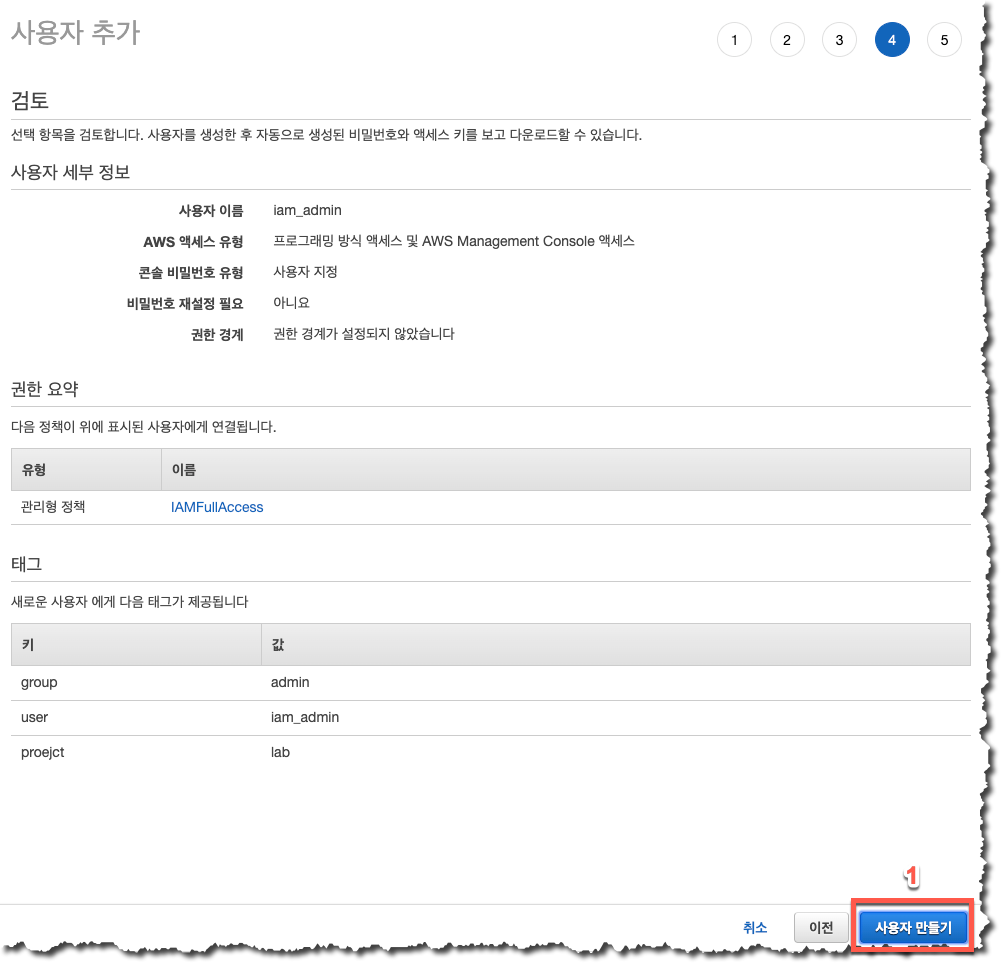 사용자 추가
1 2 3 4 5
검토
선택 항목을 검토합니다. 사용자를 생성한 후 자동으로 생성된 비밀번호와 액세스 키를 보고 다운로드할 수 있습니다.
사용자 세부 정보
사용자 이름 iam_admin
AWS 액세스 유형 프로그래밍 방식 액세스 및 AWS Management Console 액세스
콘솔 비밀번호 유형 사용자 지정
비밀번호 재설정 필요 아니요
권한 경계 권한 경계가 설정되지 않았습니다
권한 요약
다음 정책이 위에 표시된 사용자에게 연결됩니다.
유형 이름
관리형 정책 IAMFullAccess
태그
새로운 사용자 에게 다음 태그가 제공됩니다
키 값
group admin
user iam_admin
proejct lab
1
취소 이전 사용자 만들기